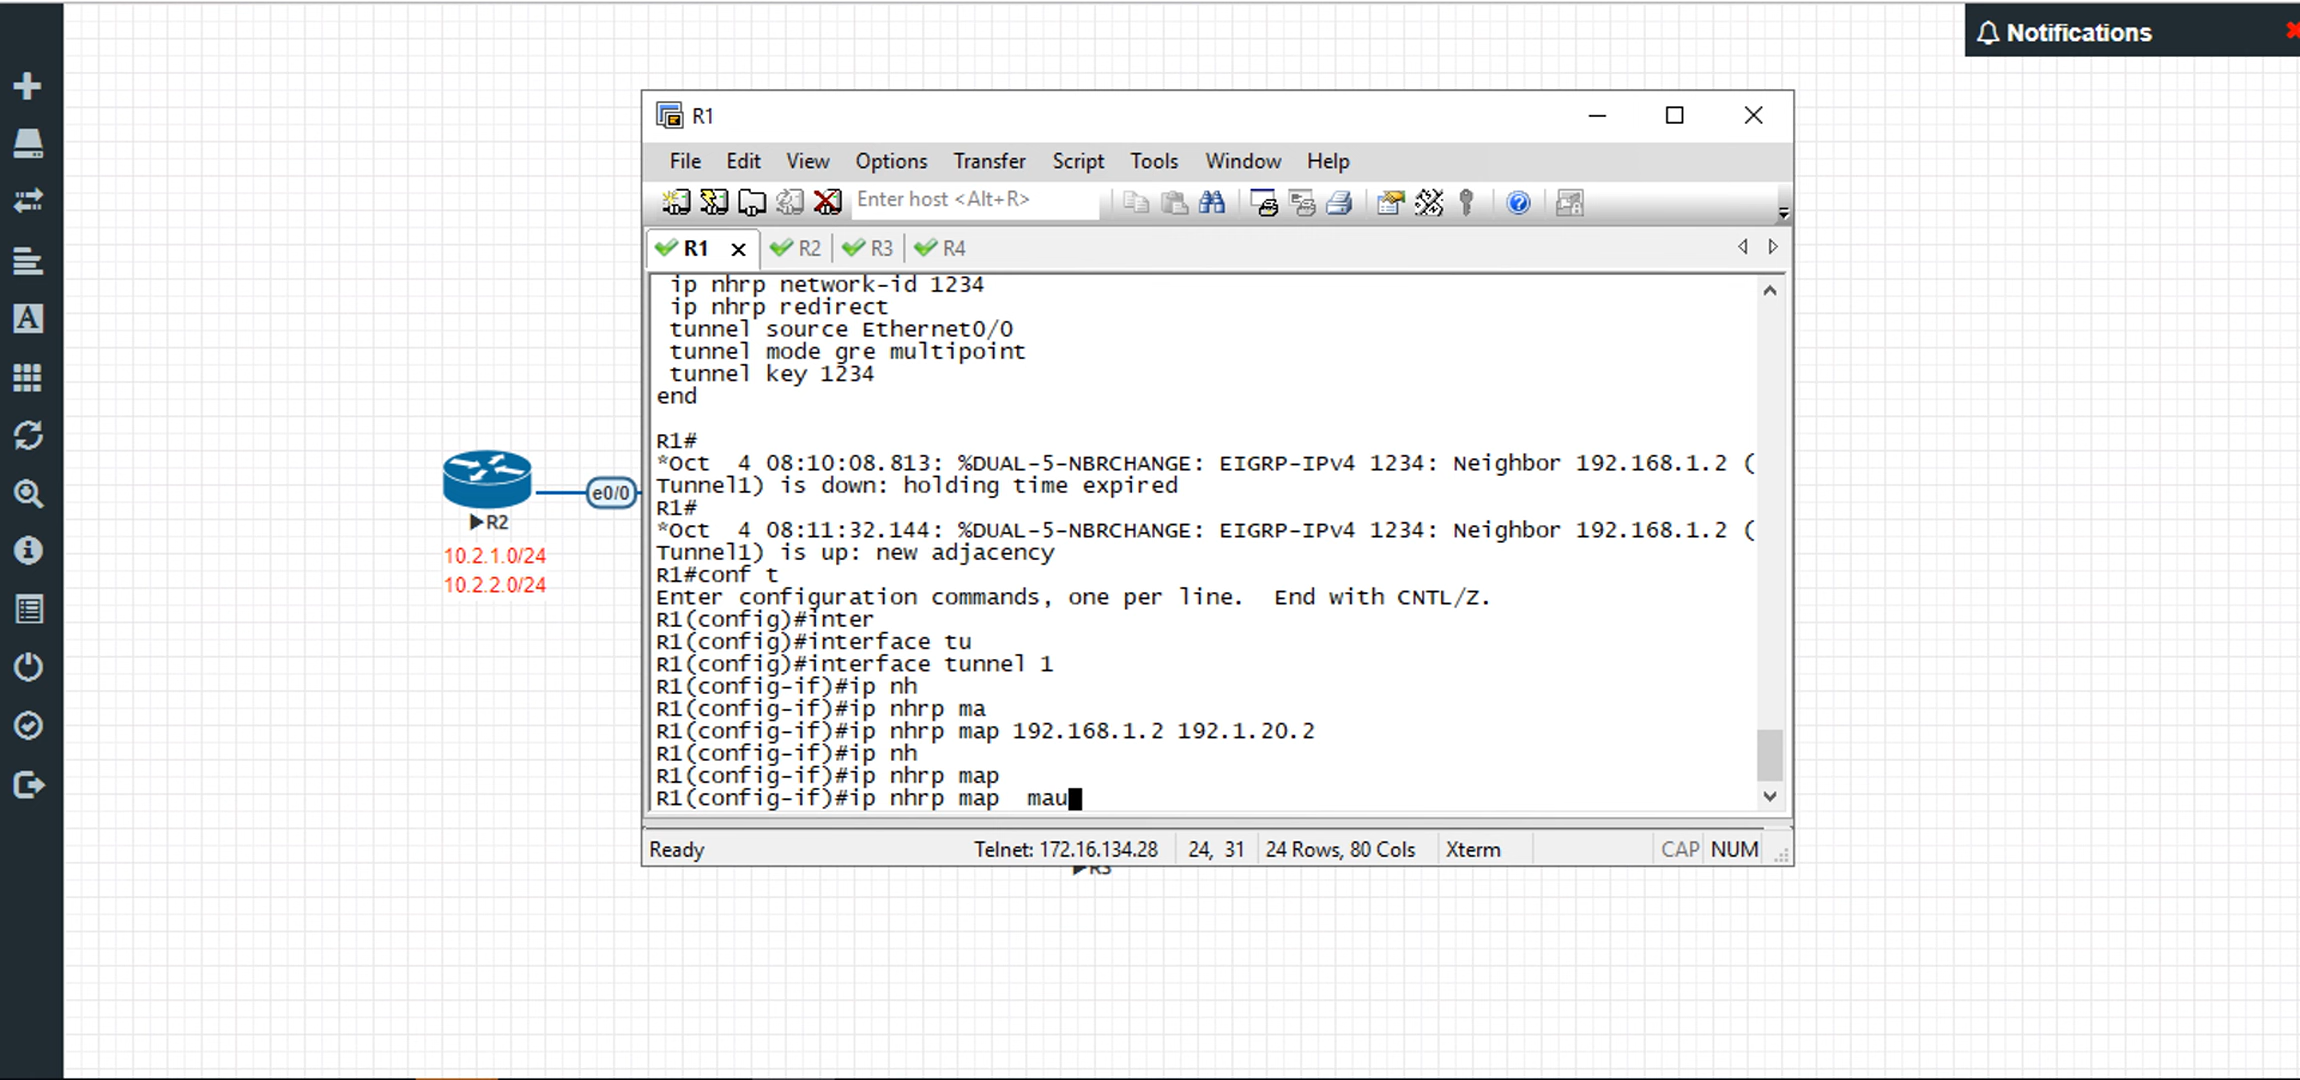 Notifications
R1
File Edit View Options Transfer Script Tools Window Help
Enter host <Alt+R>
R1 R2 R3 R4
ip nhrp network-id 1234
ip nhrp redirect
tunnel source Ethernet0/0
tunnel mode gre multipoint
tunnel key 1234
end
R1#
*Oct  4 08:10:08.813: %DUAL-5-NBRCHANGE: EIGRP-IPv4 1234: Neighbor 192.168.1.2 (
Tunnel1) is down: holding time expired
R1#
*Oct  4 08:11:32.144: %DUAL-5-NBRCHANGE: EIGRP-IPv4 1234: Neighbor 192.168.1.2 (
Tunnel1) is up: new adjacency
R1#conf t
Enter configuration commands, one per line.  End with CNTL/Z.
R1(config)#inter
R1(config)#interface tu
R1(config)#interface tunnel 1
R1(config-if)#ip nh
R1(config-if)#ip nhrp ma
R1(config-if)#ip nhrp map 192.168.1.2 192.1.20.2
R1(config-if)#ip nh
R1(config-if)#ip nhrp map
R1(config-if)#ip nhrp map  mau
Ready Telnet: 172.16.134.28 24, 31 24 Rows, 80 Cols Xterm CAP NUM
e0/0
R2
10.2.1.0/24
10.2.2.0/24
R3